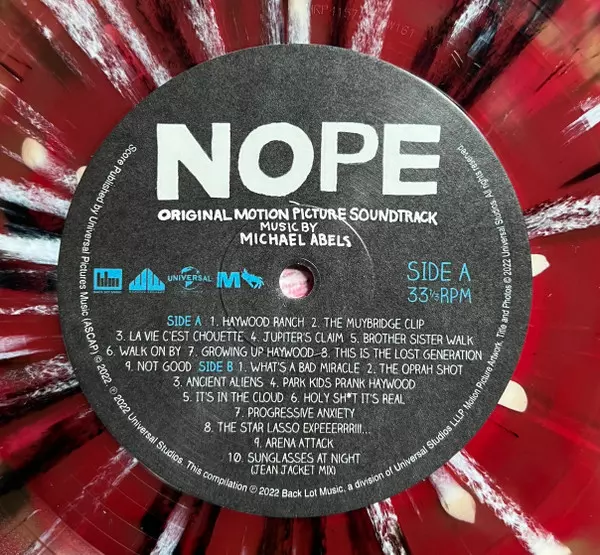 NOPE
ORIGINAL MOTION PICTURE SOUNDTRACK
MUSIC BY
MICHAEL ABELS
UNIVERSAL
SIDE A
33⅓RPM
SIDE A 1. HAYWOOD RANCH 2. THE MUYBRIDGE CLIP
3. LA VIE C'EST CHOUETTE 4. JUPITER'S CLAIM 5. BROTHER SISTER WALK
6. WALK ON BY 7. GROWING UP HAYWOOD 8. THIS IS THE LOST GENERATION
9. NOT GOOD SIDE B 1. WHAT'S A BAD MIRACLE 2. THE OPRAH SHOT
3. ANCIENT ALIENS 4. PARK KIDS PRANK HAYWOOD
5. IT'S IN THE CLOUD 6. HOLY SH*T IT'S REAL
7. PROGRESSIVE ANXIETY
8. THE STAR LASSO EXPEEERRRI!!...
9. ARENA ATTACK
10. SUNGLASSES AT NIGHT
(JEAN JACKET MIX)
Score Published by Universal Pictures Music (ASCAP) © 2022 ℗ 2022 Universal Studios. This compilation ℗ 2022 Back Lot Music, a division of Universal Studios LLLP Motion Picture Artwork, Title and Photos © 2022 Universal Studios. All rights reserved